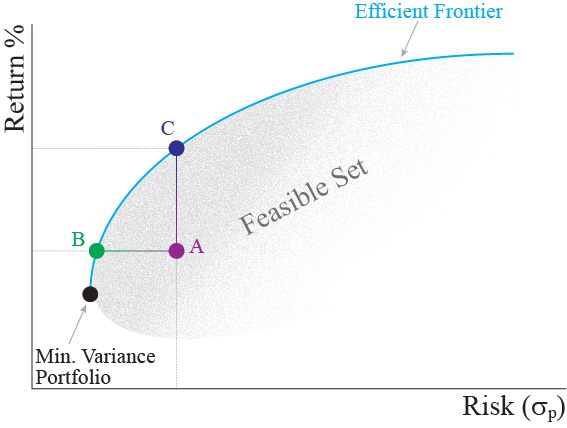 Efficient Frontier
Return %
C
Feasible Set
B
A
Min. Variance
Portfolio
Risk (σp)